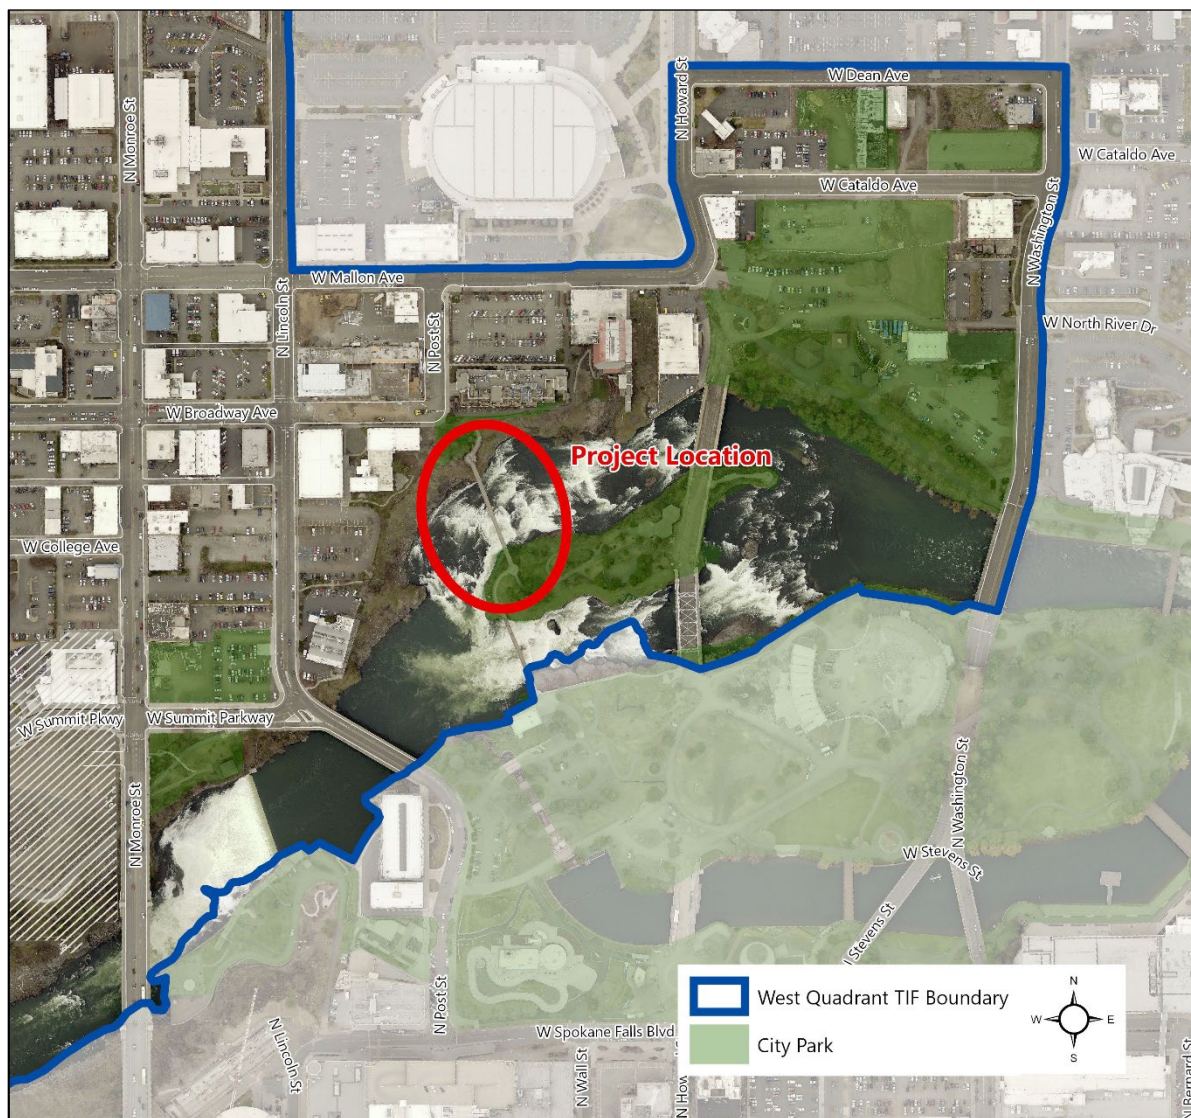 W Dean Ave
N Howard St
N Monroe St
W Cataldo Ave
W Cataldo Ave
N Washington St
W Mallon Ave
N Lincoln St
N Post St
W North River Dr
W Broadway Ave
Project Location
W College Ave
W Summit Pkwy
W Summit Parkway
N Monroe St
N Washington St
W Stevens St
Stevens St
N Post St
W Spokane Falls Blvd
N Lincoln St
N Wall St
N How
Bernard St
West Quadrant TIF Boundary
City Park
N
W
E
S